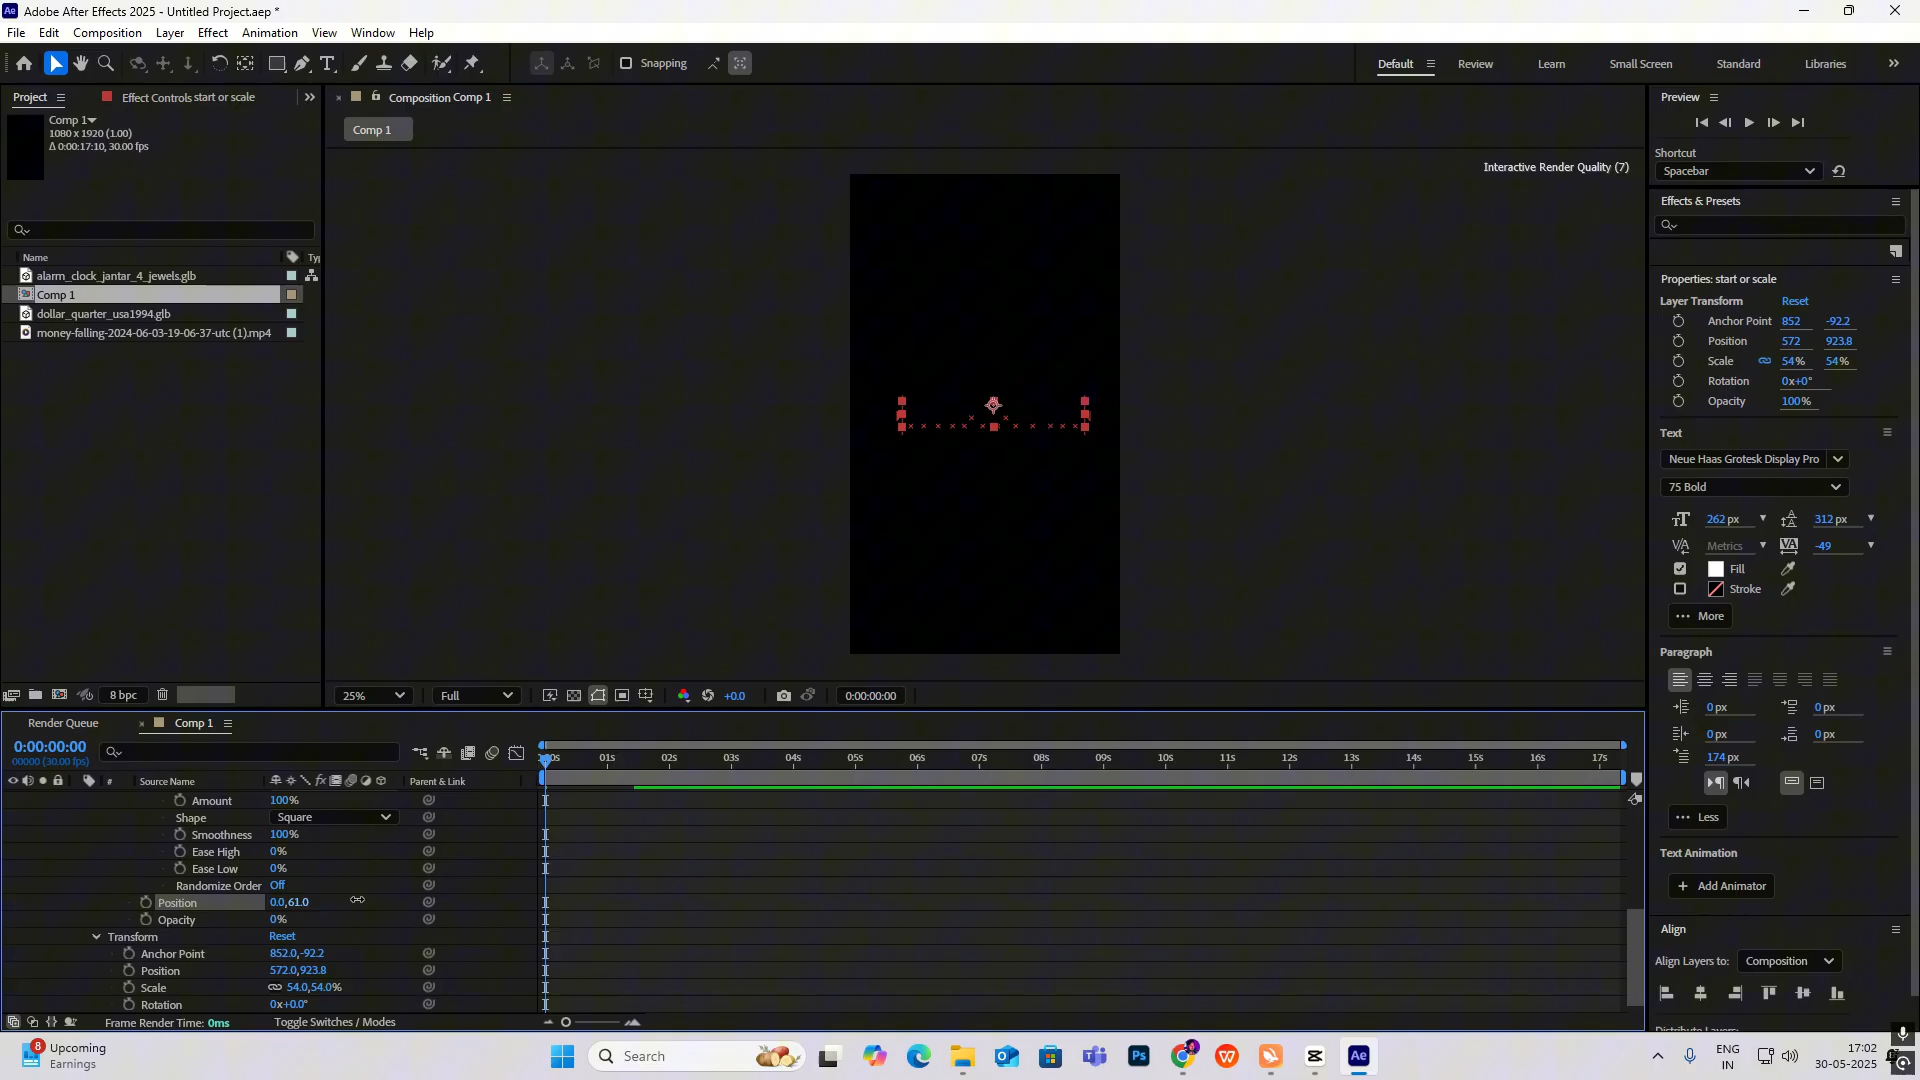 Adobe After Effects 2025 - Untitled Project.aep *
File Edit Composition Layer Effect Animation View Window Help
Snapping Default Review Learn Small Screen Standard Libraries
Project Effect Controls start or scale
Comp 1
1080 x 1920 (1.00)
Δ 0:00:17:10, 30.00 fps
Name
alarm_clock_jantar_4_jewels.glb
Comp 1
dollar_quarter_usa1994.glb
money-falling-2024-06-03-19-06-37-utc (1).mp4
8 bpc
Composition Comp 1
Comp 1
Interactive Render Quality (7)
25% Full +0.0 0:00:00:00
Preview
Shortcut
Spacebar
Effects & Presets
Properties: start or scale
Layer Transform Reset
Anchor Point 852 -92.2
Position 572 923.8
Scale 54% 54%
Rotation 0x+0°
Opacity 100%
Text
Neue Haas Grotesk Display Pro
75 Bold
262 px 312 px
Metrics -49
Fill
Stroke
More
Paragraph
0 px 0 px
0 px 0 px
174 px
Less
Text Animation
Add Animator
Align
Align Layers to: Composition
Render Queue Comp 1
0:00:00:00
00000 (30.00 fps)
01s 02s 03s 04s 05s 06s 07s 08s 09s 10s 11s 12s 13s 14s 15s 16s 17s
# Source Name Parent & Link
Amount 100%
Shape Square
Smoothness 100%
Ease High 0%
Ease Low 0%
Randomize Order Off
Position 0.0,61.0
Opacity 0%
Transform Reset
Anchor Point 852.0,-92.2
Position 572.0,923.8
Scale 54.0,54.0%
Rotation 0x+0.0°
Frame Render Time: 0ms Toggle Switches / Modes
8 Upcoming
Earnings
Search
ENG
IN
17:02
30-05-2025